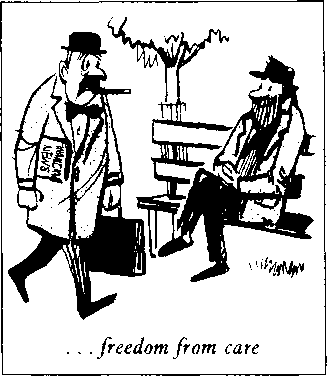 FINANCIAL
NEWS
...freedom from care